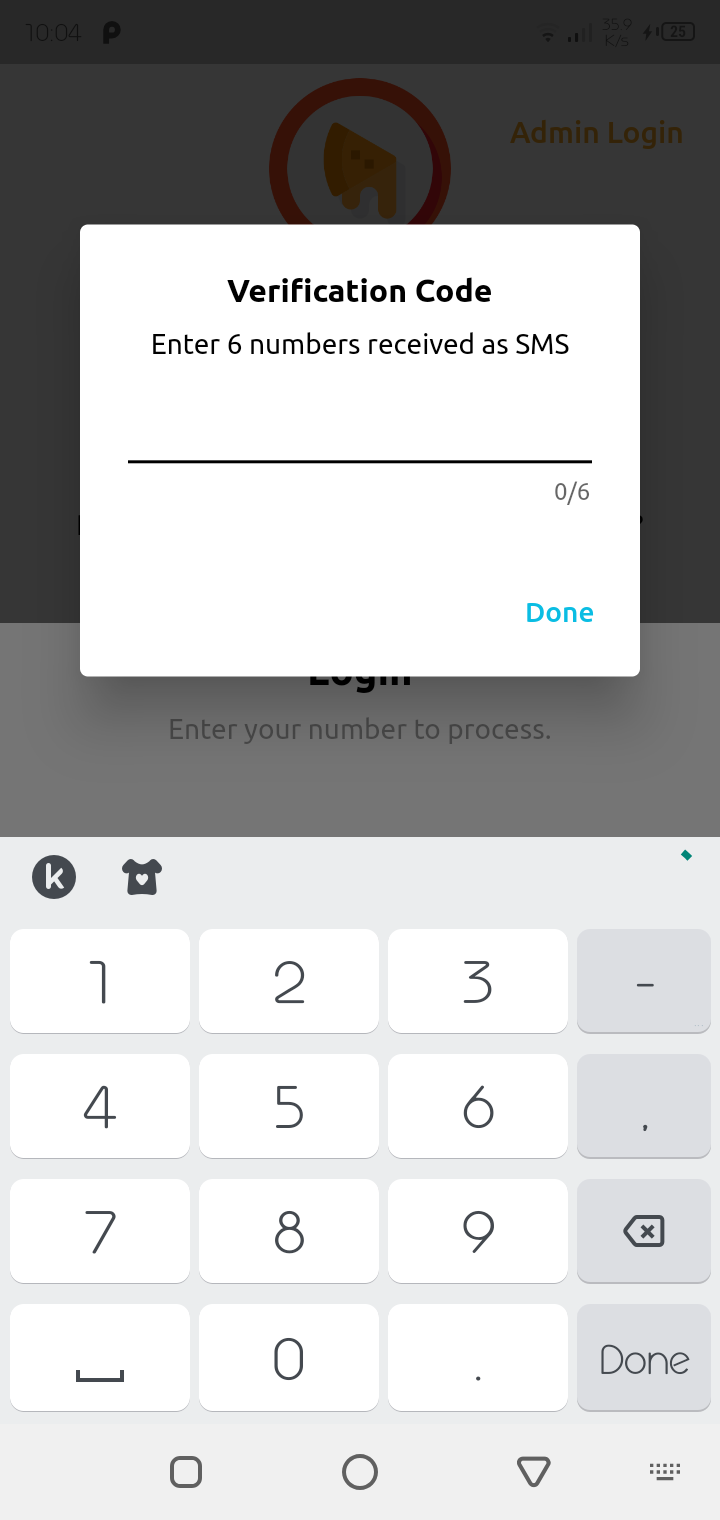 10:04
35.9
K/s
25
Admin Login
Verification Code
Enter 6 numbers received as SMS
0/6
Done
Login
Enter your number to process.
1 2 3 -
4 5 6 ,
7 8 9
0 . Done